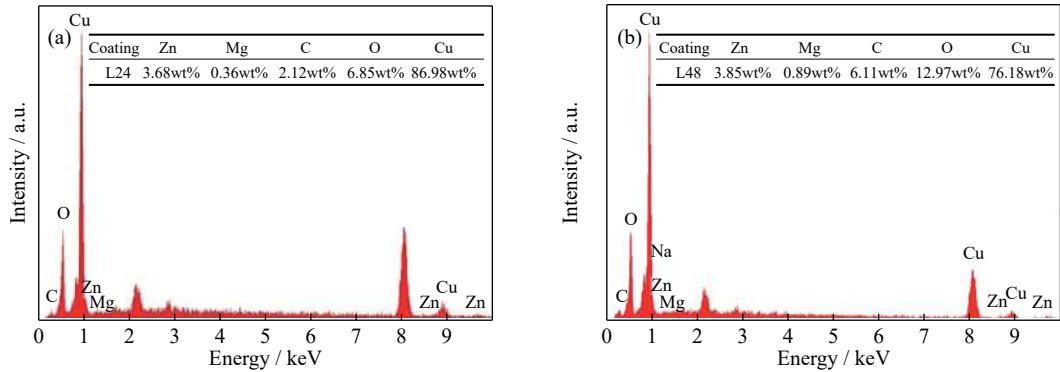 (a)
Cu
Coating Zn Mg C O Cu
L24 3.68wt% 0.36wt% 2.12wt% 6.85wt% 86.98wt%
Intensity / a.u.
O
C
Zn
Mg
Cu
Zn
Zn
0 1 2 3 4 5 6 7 8 9
Energy / keV
(b)
Cu
Coating Zn Mg C O Cu
L48 3.85wt% 0.89wt% 6.11wt% 12.97wt% 76.18wt%
Intensity / a.u.
O
Na
C
Zn
Mg
Cu
Zn
Cu
Zn
0 1 2 3 4 5 6 7 8 9
Energy / keV